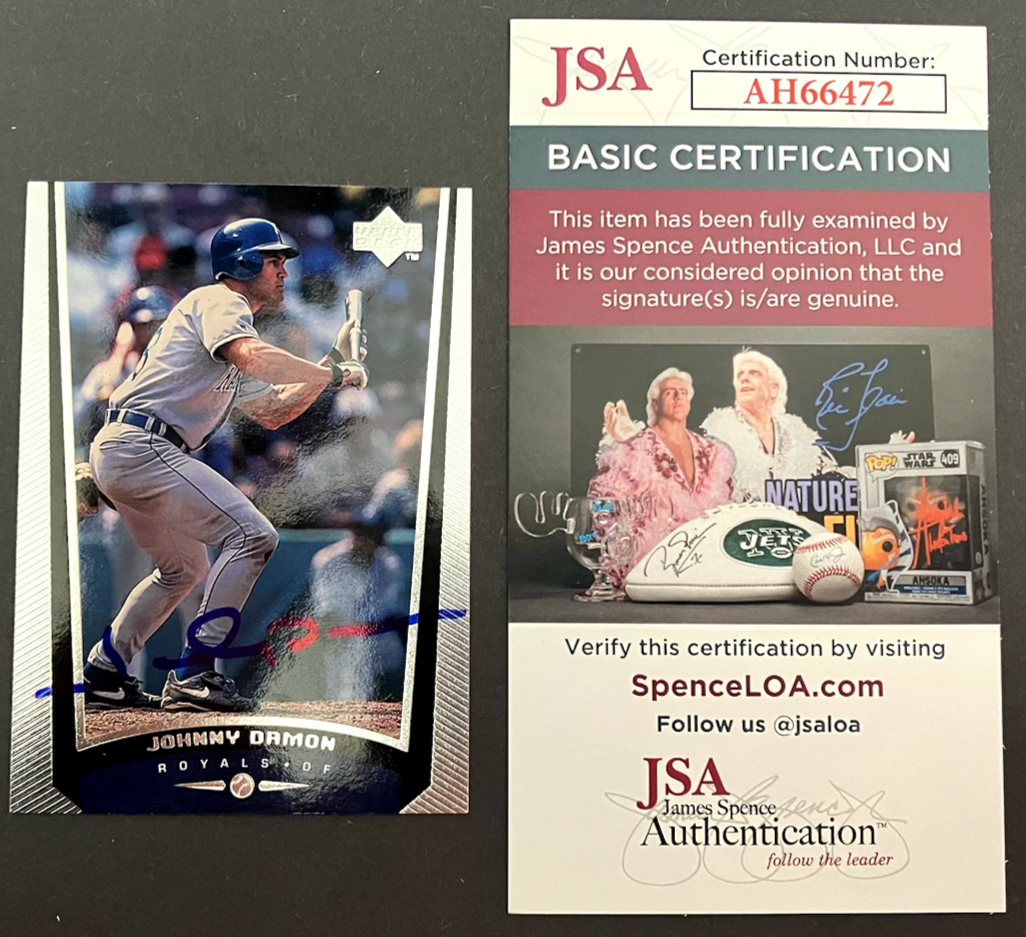 UPPER
DECK
TM
JOHNNY DAMON
ROYALS • OF
JSA
Certification Number:
AH66472
BASIC CERTIFICATION
This item has been fully examined by
James Spence Authentication, LLC and
it is our considered opinion that the
signature(s) is/are genuine.
Ric Flair
NATURE
POP!
STAR
WARS
409
JETS
AHSOKA
Verify this certification by visiting
SpenceLOA.com
Follow us @jsaloa
JSA
James Spence
Authentication™
follow the leader